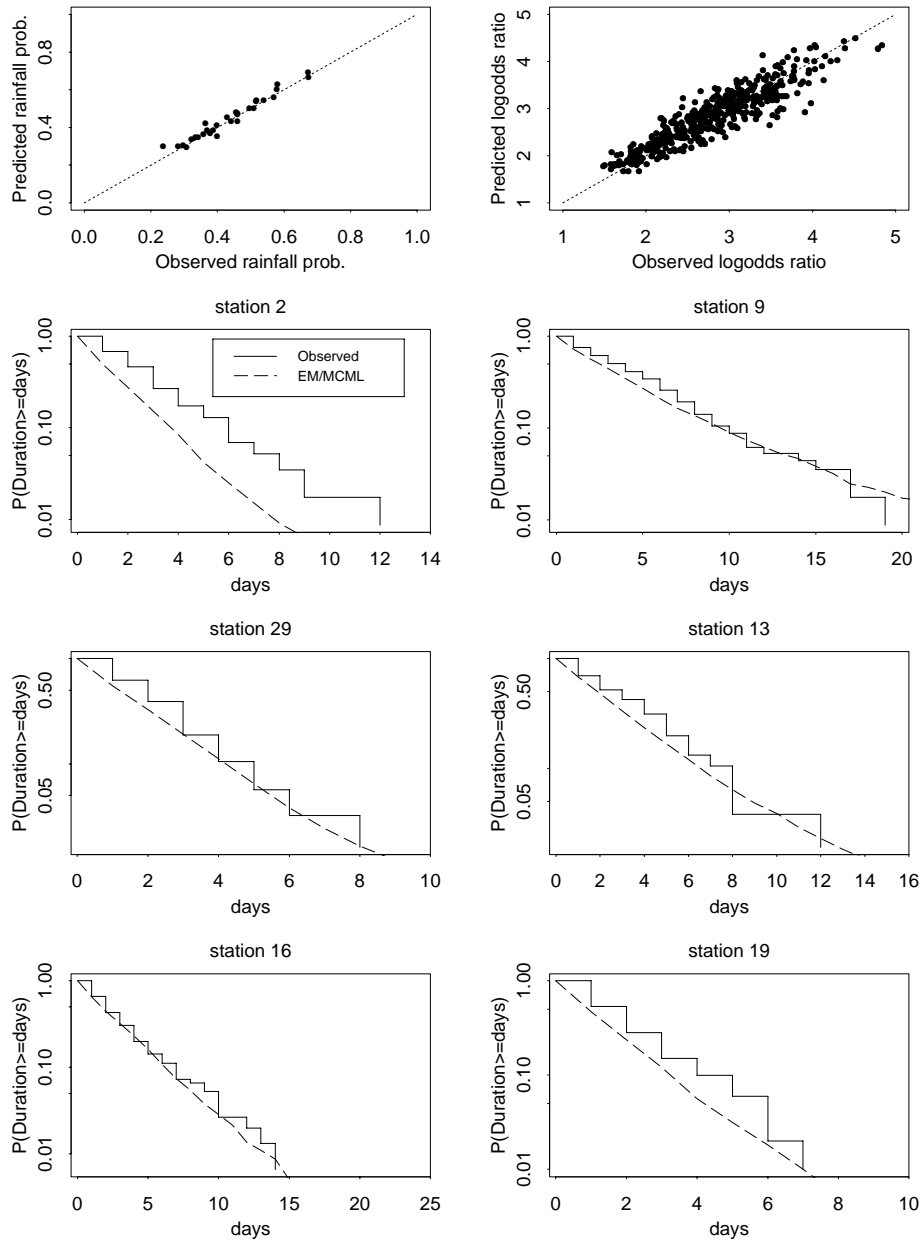 Predicted rainfall prob.
0.0 0.4 0.8
0.0 0.2 0.4 0.6 0.8 1.0
Observed rainfall prob.
Predicted logodds ratio
1 2 3 4 5
1 2 3 4 5
Observed logodds ratio
station 2
P(Duration>=days)
0.01 0.10 1.00
Observed
EM/MCML
0 2 4 6 8 10 12 14
days
station 9
P(Duration>=days)
0.01 0.10 1.00
0 5 10 15 20
days
station 29
P(Duration>=days)
0.05 0.50
0 2 4 6 8 10
days
station 13
P(Duration>=days)
0.05 0.50
0 2 4 6 8 10 12 14 16
days
station 16
P(Duration>=days)
0.01 0.10 1.00
0 5 10 15 20 25
days
station 19
P(Duration>=days)
0.01 0.10 1.00
0 2 4 6 8 10
days